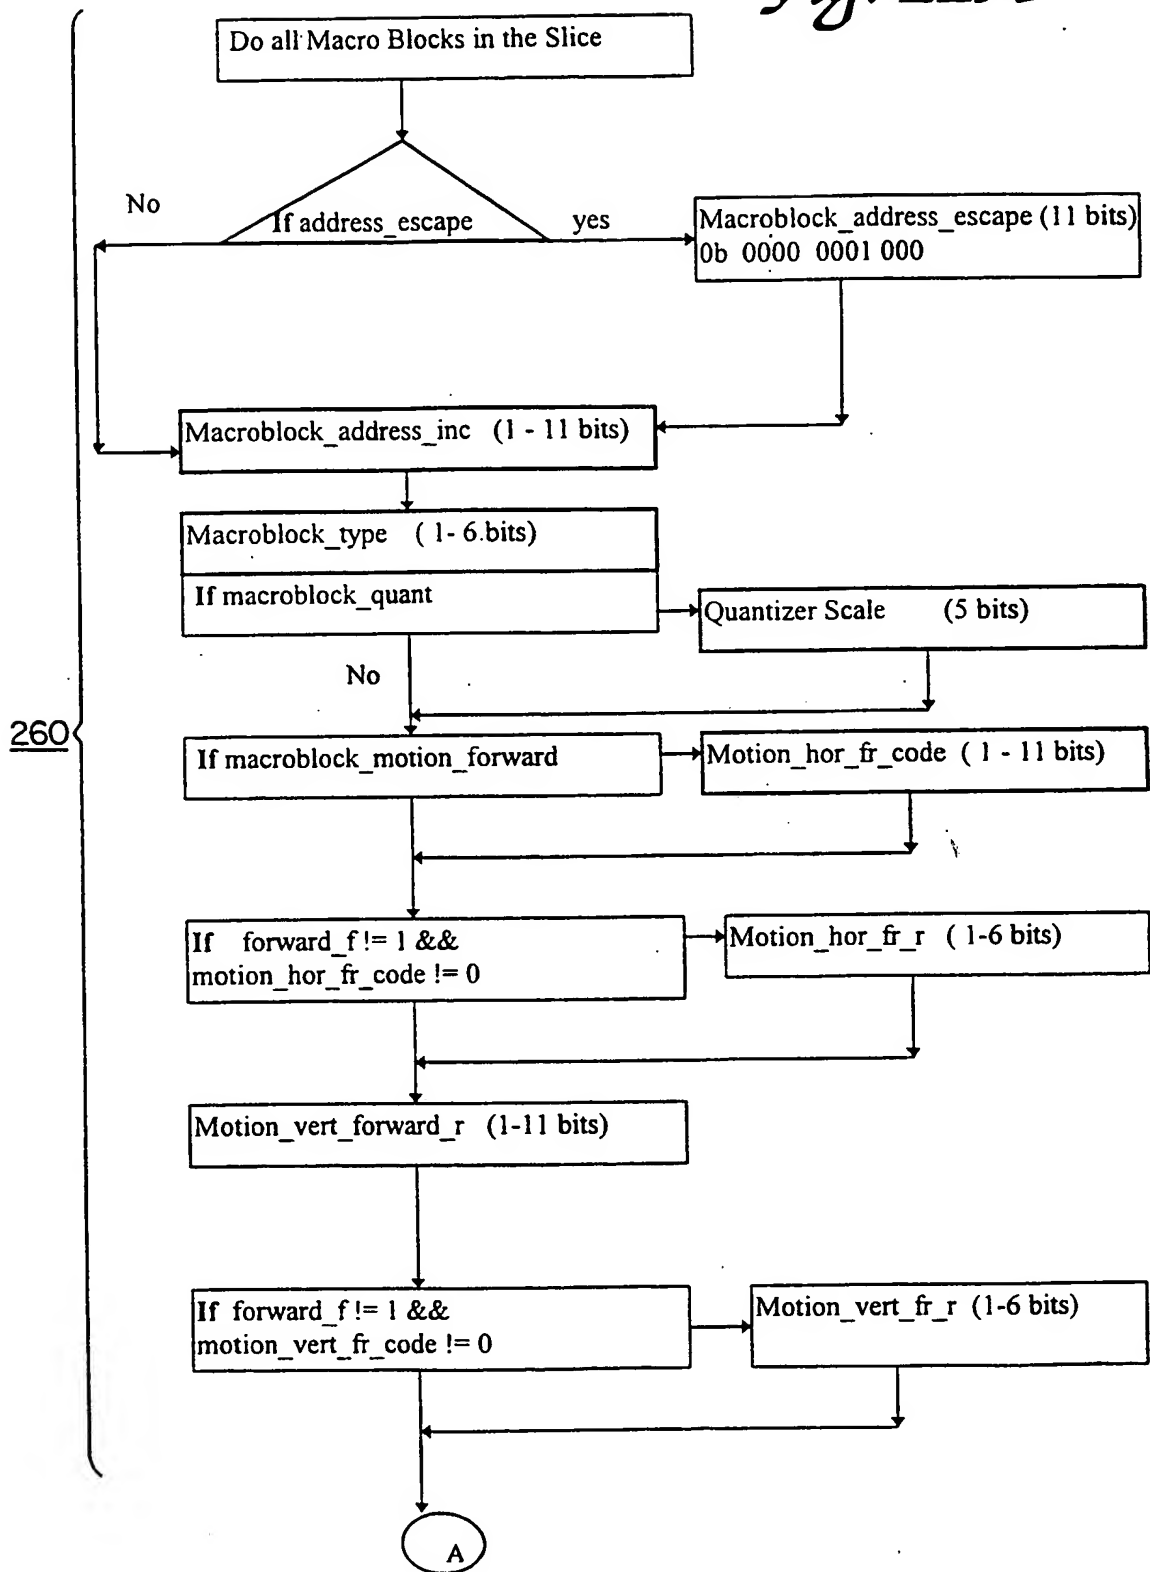 Do all Macro Blocks in the Slice
No
If address_escape
yes
Macroblock_address_escape (11 bits)
0b 0000 0001 000
Macroblock_address_inc (1 - 11 bits)
Macroblock_type ( 1- 6 bits)
If macroblock_quant
Quantizer Scale (5 bits)
No
260
If macroblock_motion_forward
Motion_hor_fr_code ( 1 - 11 bits)
If forward_f != 1 &&
motion_hor_fr_code != 0
Motion_hor_fr_r ( 1-6 bits)
Motion_vert_forward_r (1-11 bits)
If forward_f != 1 &&
motion_vert_fr_code != 0
Motion_vert_fr_r (1-6 bits)
A